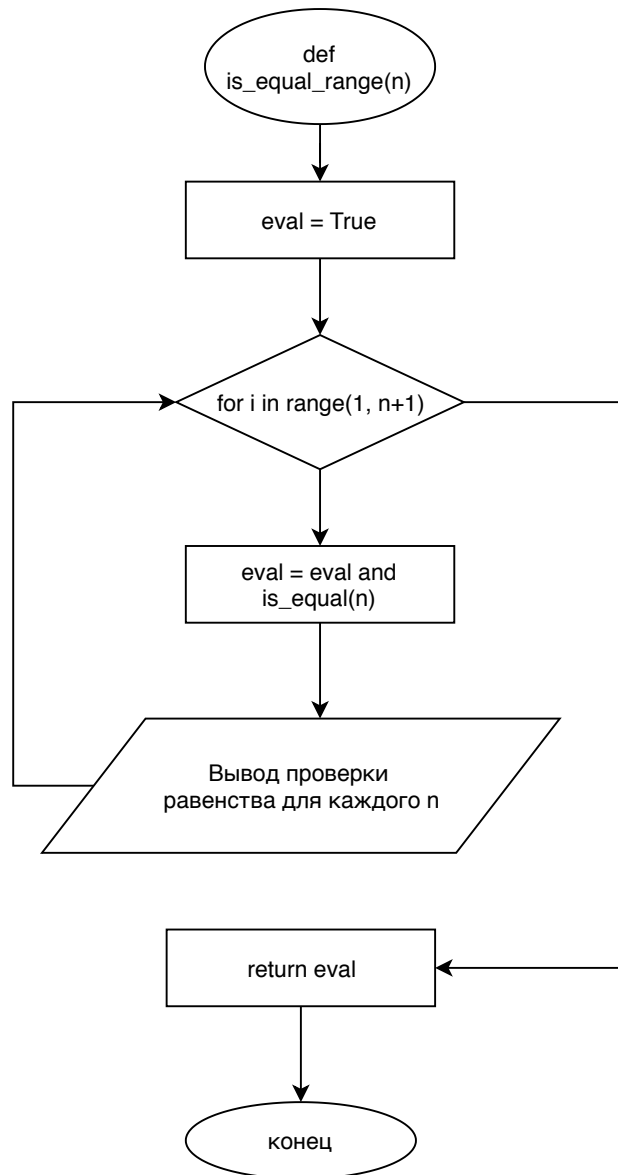 def
is_equal_range(n)
eval = True
for i in range(1, n+1)
eval = eval and
is_equal(n)
Вывод проверки
равенства для каждого n
return eval
конец